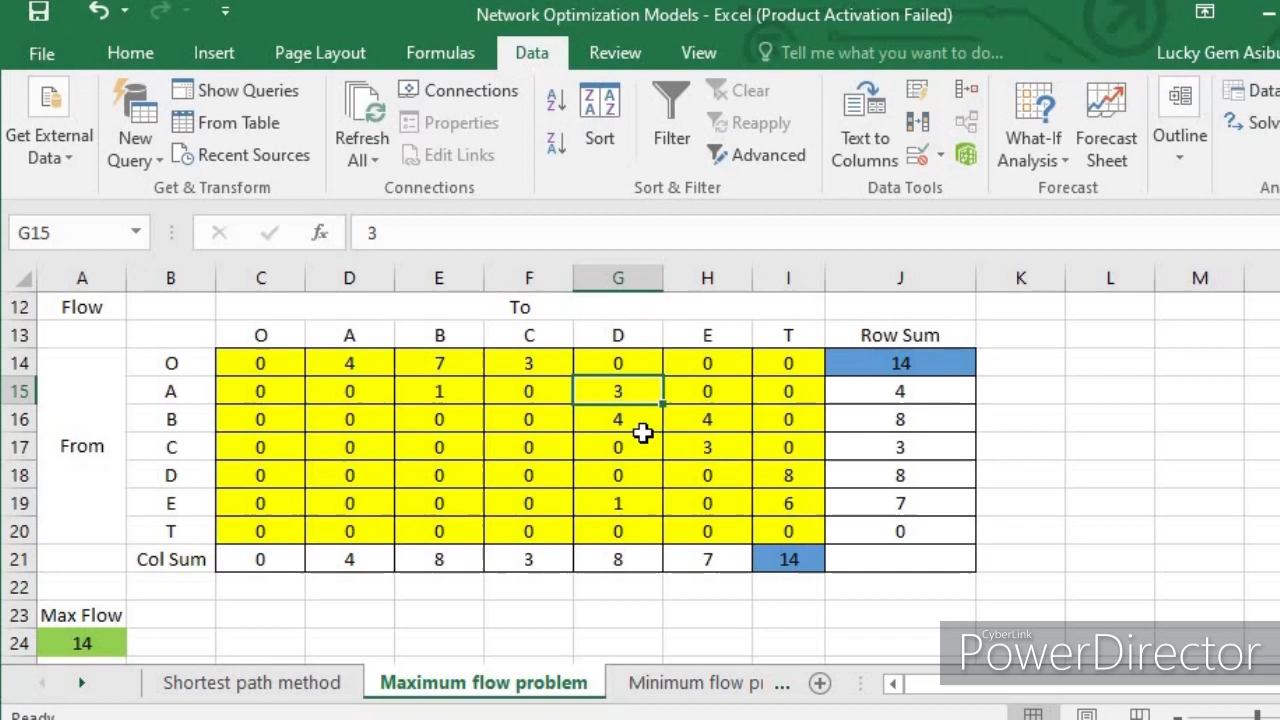 Network Optimization Models - Excel (Product Activation Failed)
File Home Insert Page Layout Formulas Data Review View Tell me what you want to do... Lucky Gem Asibu
Get External Data
New Query
Show Queries
From Table
Recent Sources
Get & Transform
Refresh All
Connections
Properties
Edit Links
Connections
Sort
Filter
Clear
Reapply
Advanced
Sort & Filter
Text to Columns
Data Tools
What-If Analysis
Forecast Sheet
Forecast
Outline
Data
Solv
An
G15 fx 3
A B C D E F G H I J K L M
12 Flow To
13 O A B C D E T Row Sum
14 O 0 4 7 3 0 0 0 14
15 A 0 0 1 0 3 0 0 4
16 B 0 0 0 0 4 4 0 8
17 From C 0 0 0 0 0 3 0 3
18 D 0 0 0 0 0 0 8 8
19 E 0 0 0 0 1 0 6 7
20 T 0 0 0 0 0 0 0 0
21 Col Sum 0 4 8 3 8 7 14
22
23 Max Flow
24 14
CyberLink
PowerDirector
Shortest path method Maximum flow problem Minimum flow pr ...
Ready